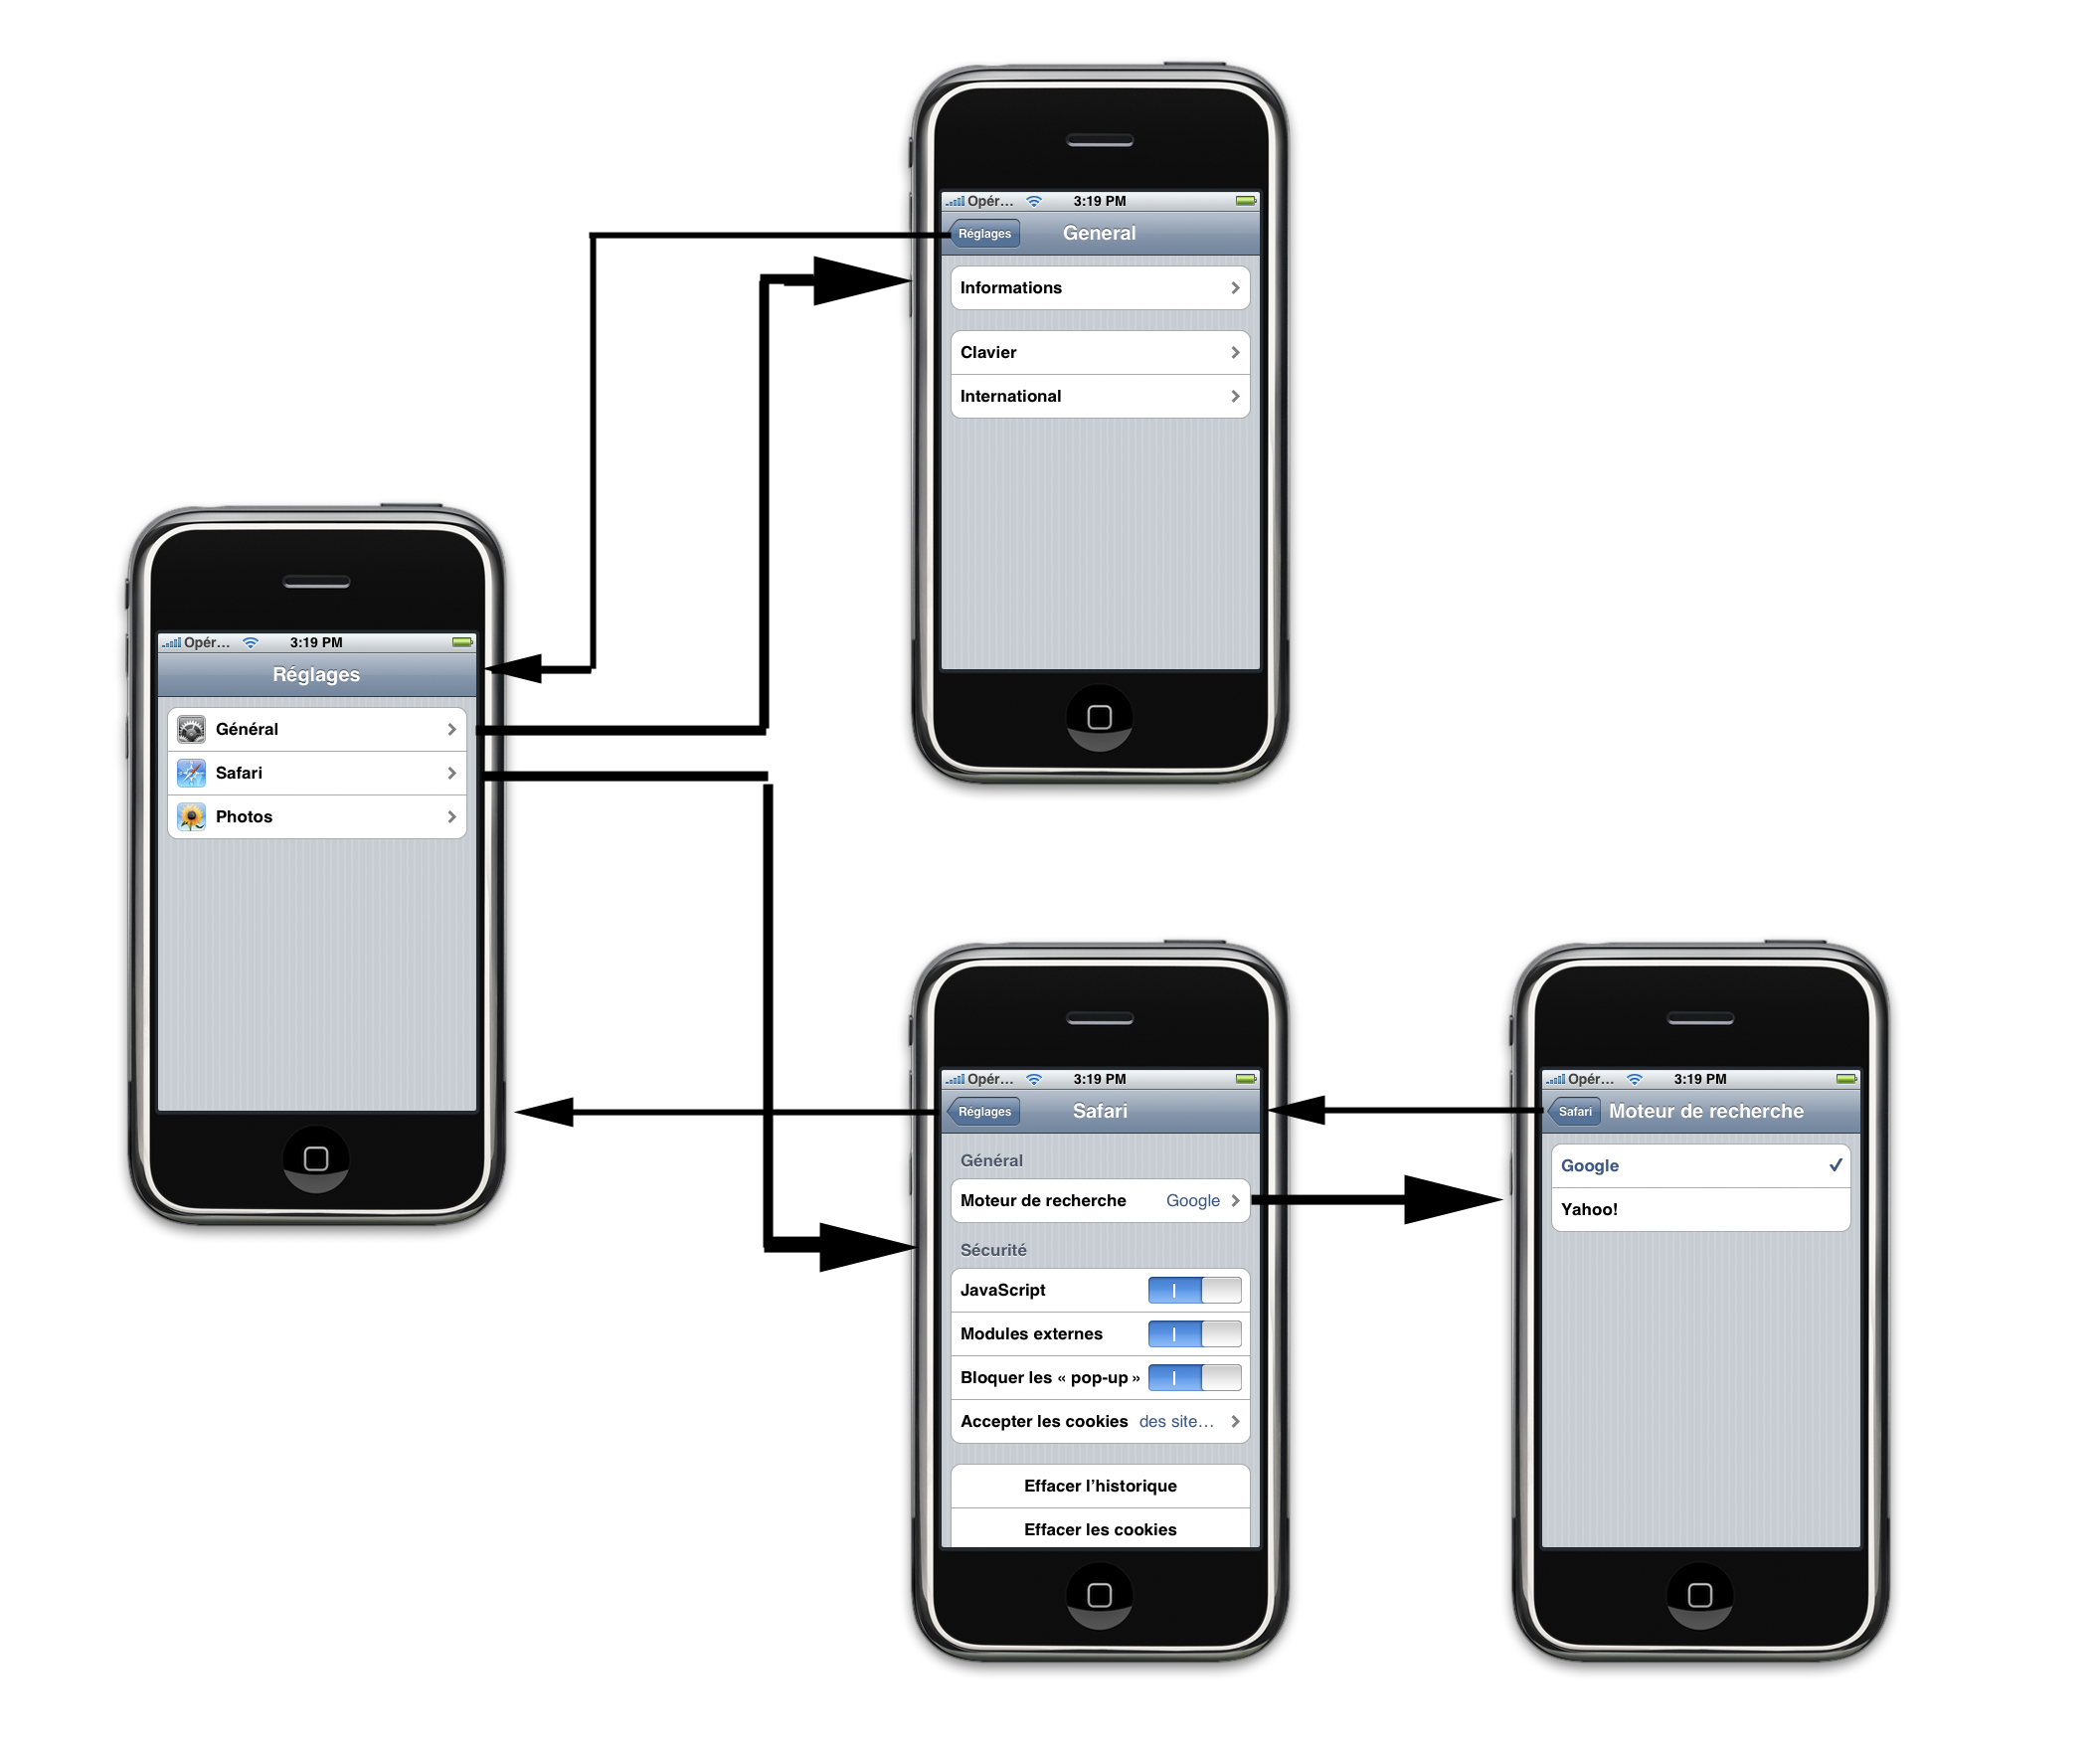 Opér... 3:19 PM
Réglages General
Informations
Clavier
International
Opér... 3:19 PM
Réglages
Général
Safari
Photos
Opér... 3:19 PM
Réglages Safari
Général
Moteur de recherche Google
Sécurité
JavaScript
Modules externes
Bloquer les « pop-up »
Accepter les cookies des site...
Effacer l'historique
Effacer les cookies
Opér... 3:19 PM
Safari Moteur de recherche
Google
Yahoo!